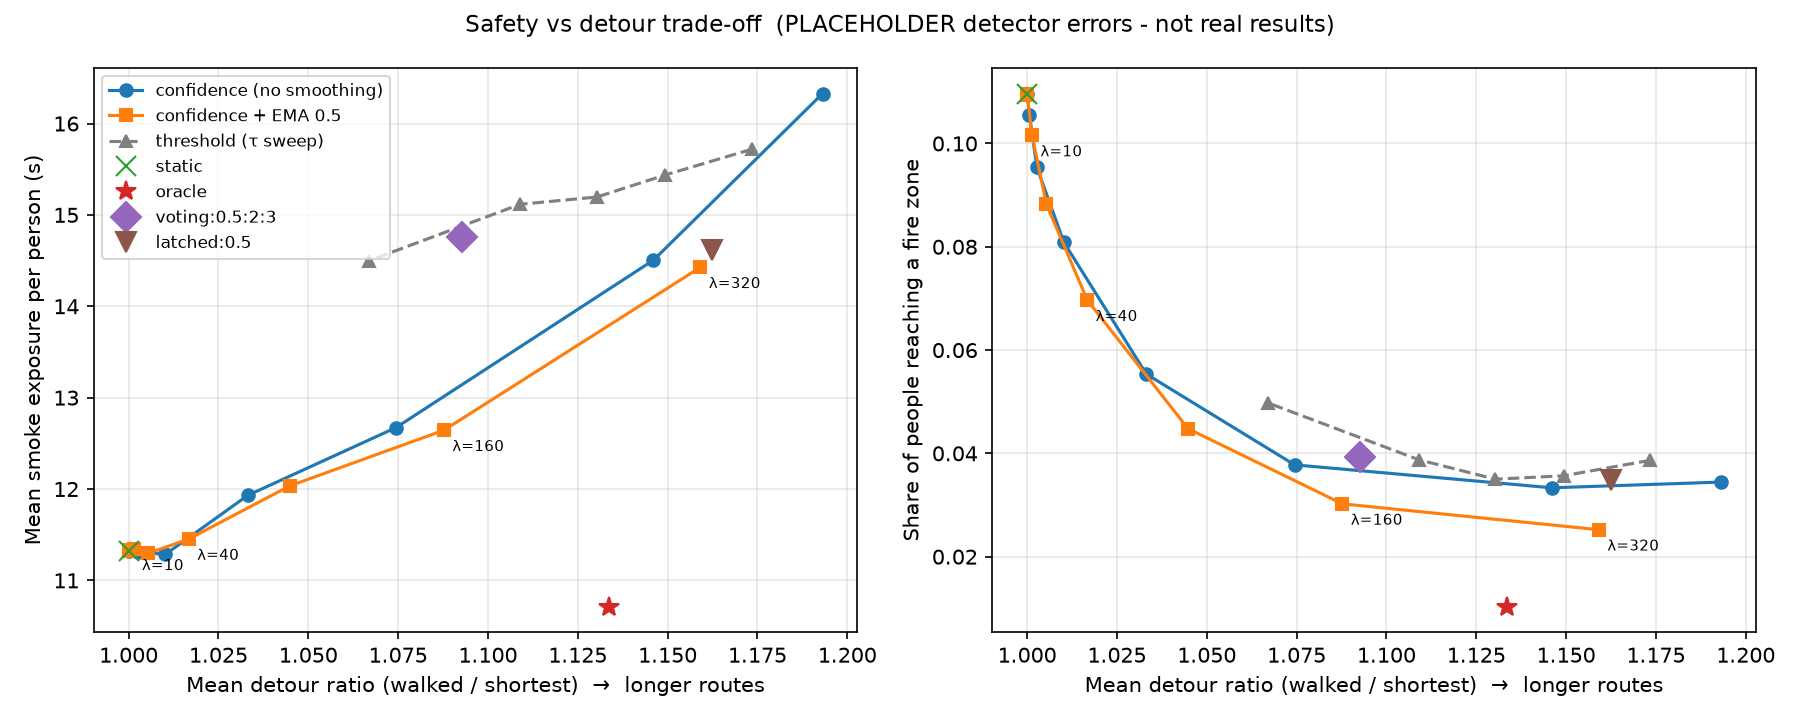 Safety vs detour trade-off  (PLACEHOLDER detector errors - not real results)
confidence (no smoothing)
confidence + EMA 0.5
threshold (τ sweep)
static
oracle
voting:0.5:2:3
latched:0.5
Mean smoke exposure per person (s)
16
15
14
13
12
11
λ=10
λ=40
λ=160
λ=320
1.000 1.025 1.050 1.075 1.100 1.125 1.150 1.175 1.200
Mean detour ratio (walked / shortest)  →  longer routes
Share of people reaching a fire zone
0.10
0.08
0.06
0.04
0.02
λ=10
λ=40
λ=160
λ=320
1.000 1.025 1.050 1.075 1.100 1.125 1.150 1.175 1.200
Mean detour ratio (walked / shortest)  →  longer routes